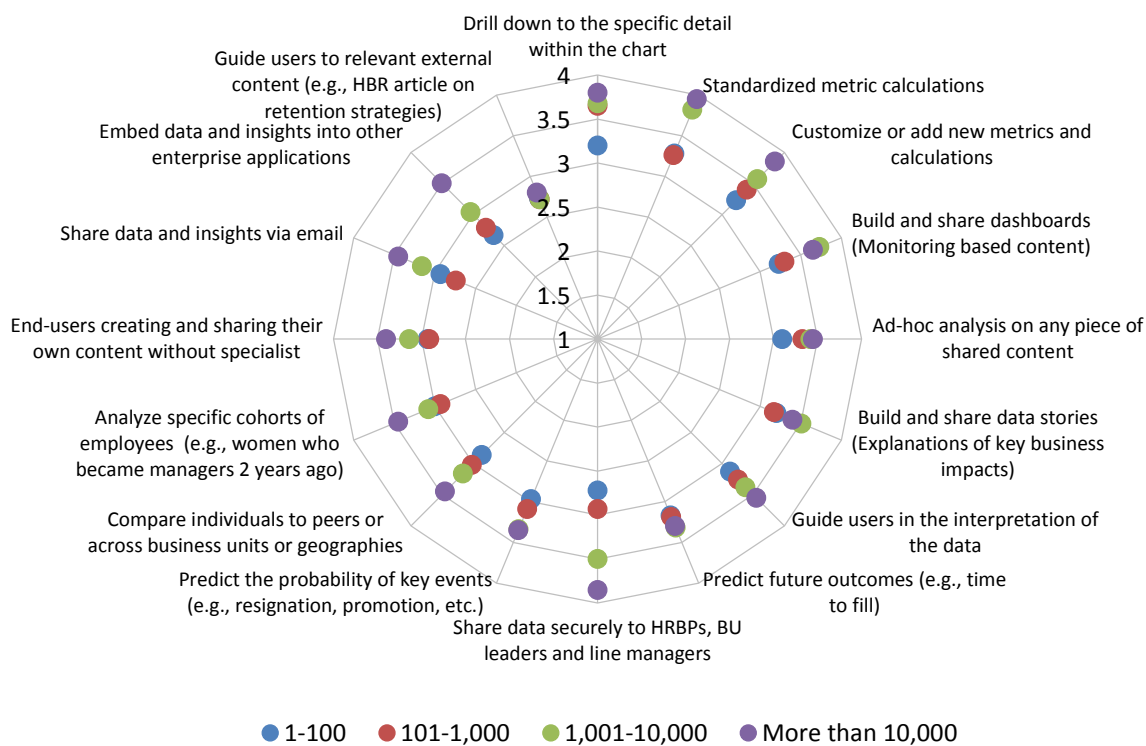 Drill down to the specific detail
within the chart
Guide users to relevant external
content (e.g., HBR article on
retention strategies)
Standardized metric calculations
Embed data and insights into other
enterprise applications
Customize or add new metrics and
calculations
Share data and insights via email
Build and share dashboards
(Monitoring based content)
End-users creating and sharing their
own content without specialist
Ad-hoc analysis on any piece of
shared content
Analyze specific cohorts of
employees (e.g., women who
became managers 2 years ago)
Build and share data stories
(Explanations of key business
impacts)
Compare individuals to peers or
across business units or geographies
Guide users in the interpretation of
the data
Predict the probability of key events
(e.g., resignation, promotion, etc.)
Predict future outcomes (e.g., time
to fill)
Share data securely to HRBPs, BU
leaders and line managers
4
3.5
3
2.5
2
1.5
1
1-100
101-1,000
1,001-10,000
More than 10,000